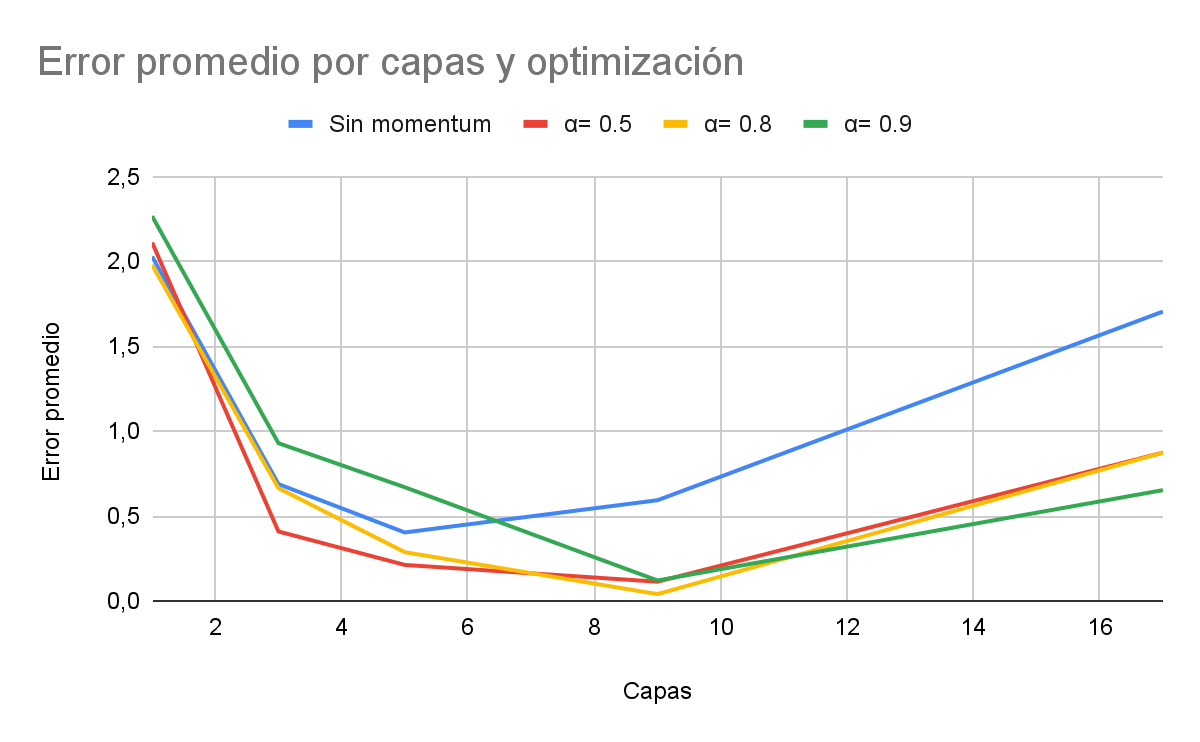 Error promedio por capas y optimización
Sin momentum α= 0.5 α= 0.8 α= 0.9
2,5
2,0
1,5
1,0
0,5
0,0
Error promedio
2 4 6 8 10 12 14 16
Capas